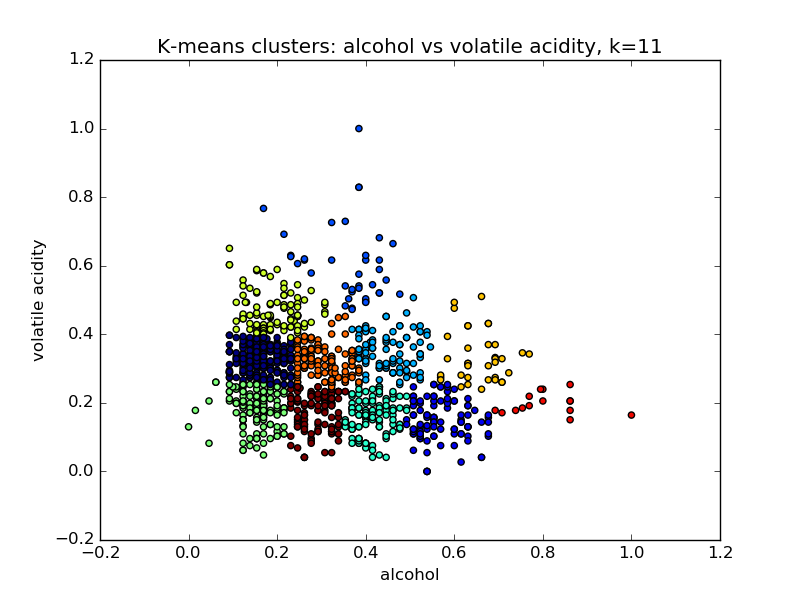 K-means clusters: alcohol vs volatile acidity, k=11
1.2
1.0
0.8
0.6
0.4
0.2
0.0
−0.2
volatile acidity
−0.2 0.0 0.2 0.4 0.6 0.8 1.0 1.2
alcohol